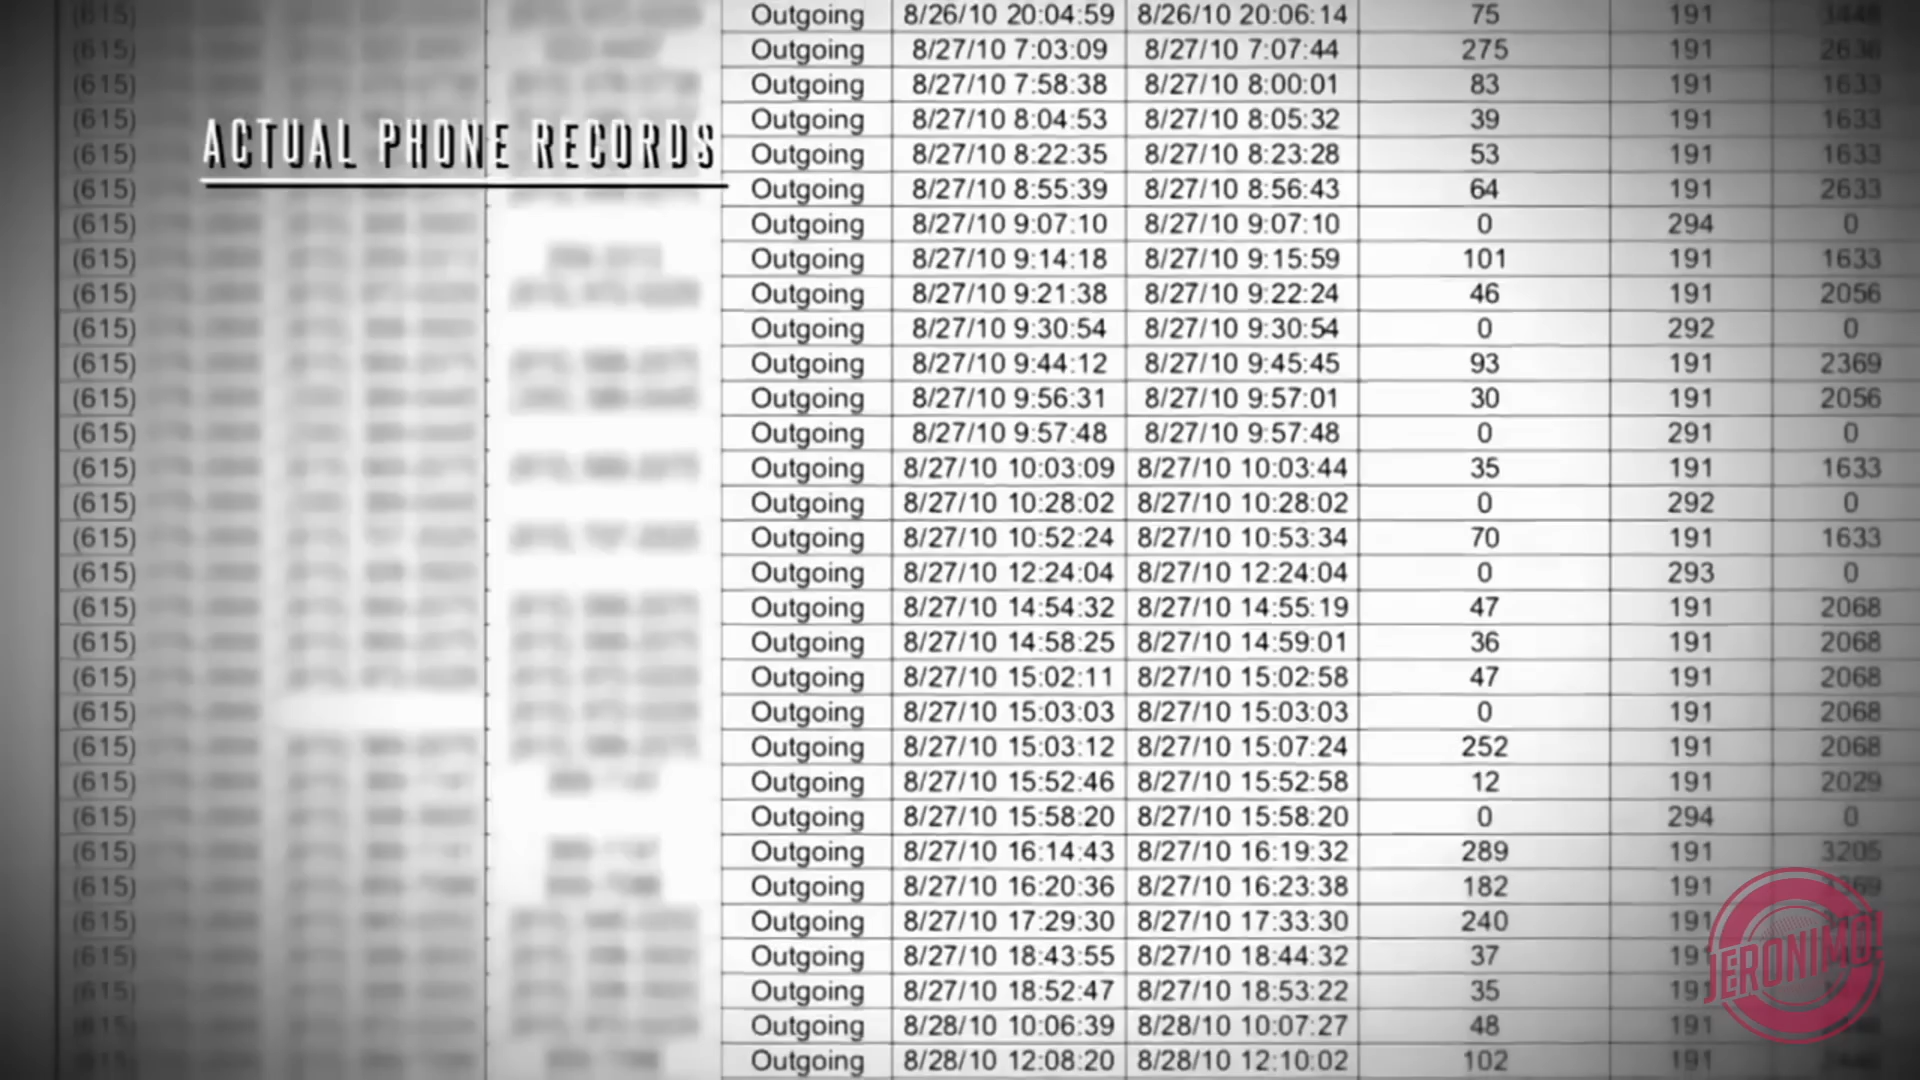 (615) Outgoing 8/26/10 20:04:59 8/26/10 20:06:14 75 191 3448
(615) Outgoing 8/27/10 7:03:09 8/27/10 7:07:44 275 191 2636
(615) Outgoing 8/27/10 7:58:38 8/27/10 8:00:01 83 191 1633
(615) Outgoing 8/27/10 8:04:53 8/27/10 8:05:32 39 191 1633
ACTUAL PHONE RECORDS
(615) Outgoing 8/27/10 8:22:35 8/27/10 8:23:28 53 191 1633
(615) Outgoing 8/27/10 8:55:39 8/27/10 8:56:43 64 191 2633
(615) Outgoing 8/27/10 9:07:10 8/27/10 9:07:10 0 294 0
(615) Outgoing 8/27/10 9:14:18 8/27/10 9:15:59 101 191 1633
(615) Outgoing 8/27/10 9:21:38 8/27/10 9:22:24 46 191 2056
(615) Outgoing 8/27/10 9:30:54 8/27/10 9:30:54 0 292 0
(615) Outgoing 8/27/10 9:44:12 8/27/10 9:45:45 93 191 2369
(615) Outgoing 8/27/10 9:56:31 8/27/10 9:57:01 30 191 2056
(615) Outgoing 8/27/10 9:57:48 8/27/10 9:57:48 0 291 0
(615) Outgoing 8/27/10 10:03:09 8/27/10 10:03:44 35 191 1633
(615) Outgoing 8/27/10 10:28:02 8/27/10 10:28:02 0 292 0
(615) Outgoing 8/27/10 10:52:24 8/27/10 10:53:34 70 191 1633
(615) Outgoing 8/27/10 12:24:04 8/27/10 12:24:04 0 293 0
(615) Outgoing 8/27/10 14:54:32 8/27/10 14:55:19 47 191 2068
(615) Outgoing 8/27/10 14:58:25 8/27/10 14:59:01 36 191 2068
(615) Outgoing 8/27/10 15:02:11 8/27/10 15:02:58 47 191 2068
(615) Outgoing 8/27/10 15:03:03 8/27/10 15:03:03 0 191 2068
(615) Outgoing 8/27/10 15:03:12 8/27/10 15:07:24 252 191 2068
(615) Outgoing 8/27/10 15:52:46 8/27/10 15:52:58 12 191 2029
(615) Outgoing 8/27/10 15:58:20 8/27/10 15:58:20 0 294 0
(615) Outgoing 8/27/10 16:14:43 8/27/10 16:19:32 289 191 3205
(615) Outgoing 8/27/10 16:20:36 8/27/10 16:23:38 182 191
(615) Outgoing 8/27/10 17:29:30 8/27/10 17:33:30 240 191
(615) Outgoing 8/27/10 18:43:55 8/27/10 18:44:32 37
(615) Outgoing 8/27/10 18:52:47 8/27/10 18:53:22 35
(615) Outgoing 8/28/10 10:06:39 8/28/10 10:07:27 48 191
(615) Outgoing 8/28/10 12:08:20 8/28/10 12:10:02 102 191
JERONIMO!